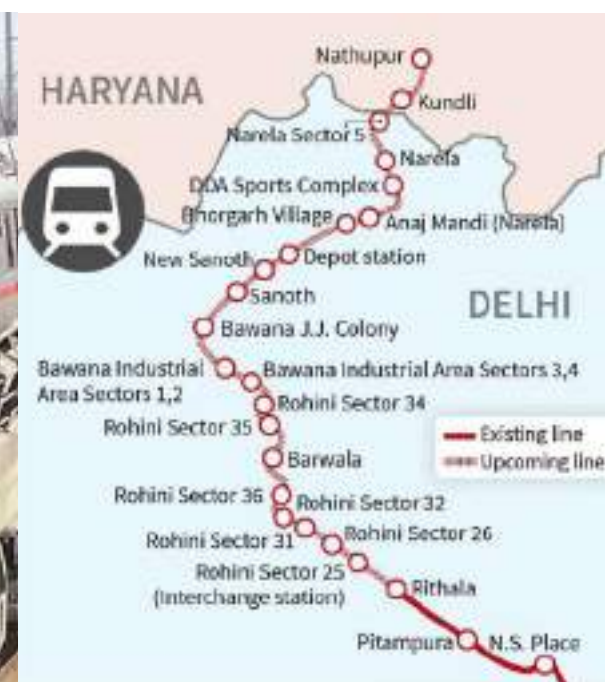 Nathupur
HARYANA
Kundli
Narela Sector 5
Narela
DDA Sports Complex
Bhorgarh Village
Anaj Mandi (Narela)
New Sanoth
Depot station
Sanoth
DELHI
Bawana J.J. Colony
Bawana Industrial
Area Sectors 1,2
Bawana Industrial Area Sectors 3,4
Rohini Sector 34
Existing line
Upcoming line
Rohini Sector 35
Barwala
Rohini Sector 36
Rohini Sector 32
Rohini Sector 31
Rohini Sector 26
Rohini Sector 25
(Interchange station)
Rithala
Pitampura
N.S. Place